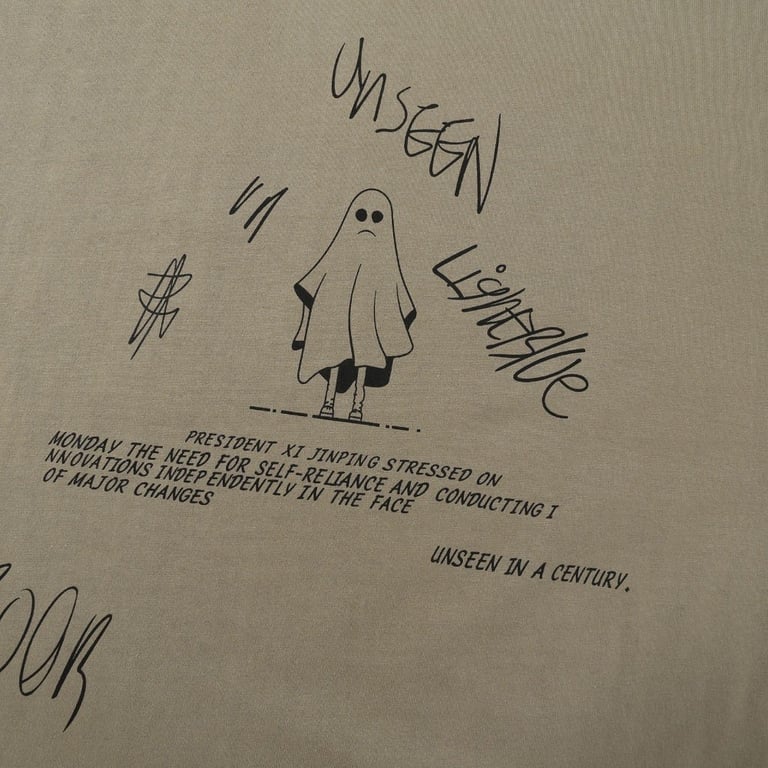 UNSEEN
LightBlue
PRESIDENT XI JINPING STRESSED ON
MONDAY THE NEED FOR SELF-RELIANCE AND CONDUCTING I
NNOVATIONS INDEPENDENTLY IN THE FACE
OF MAJOR CHANGES
UNSEEN IN A CENTURY.